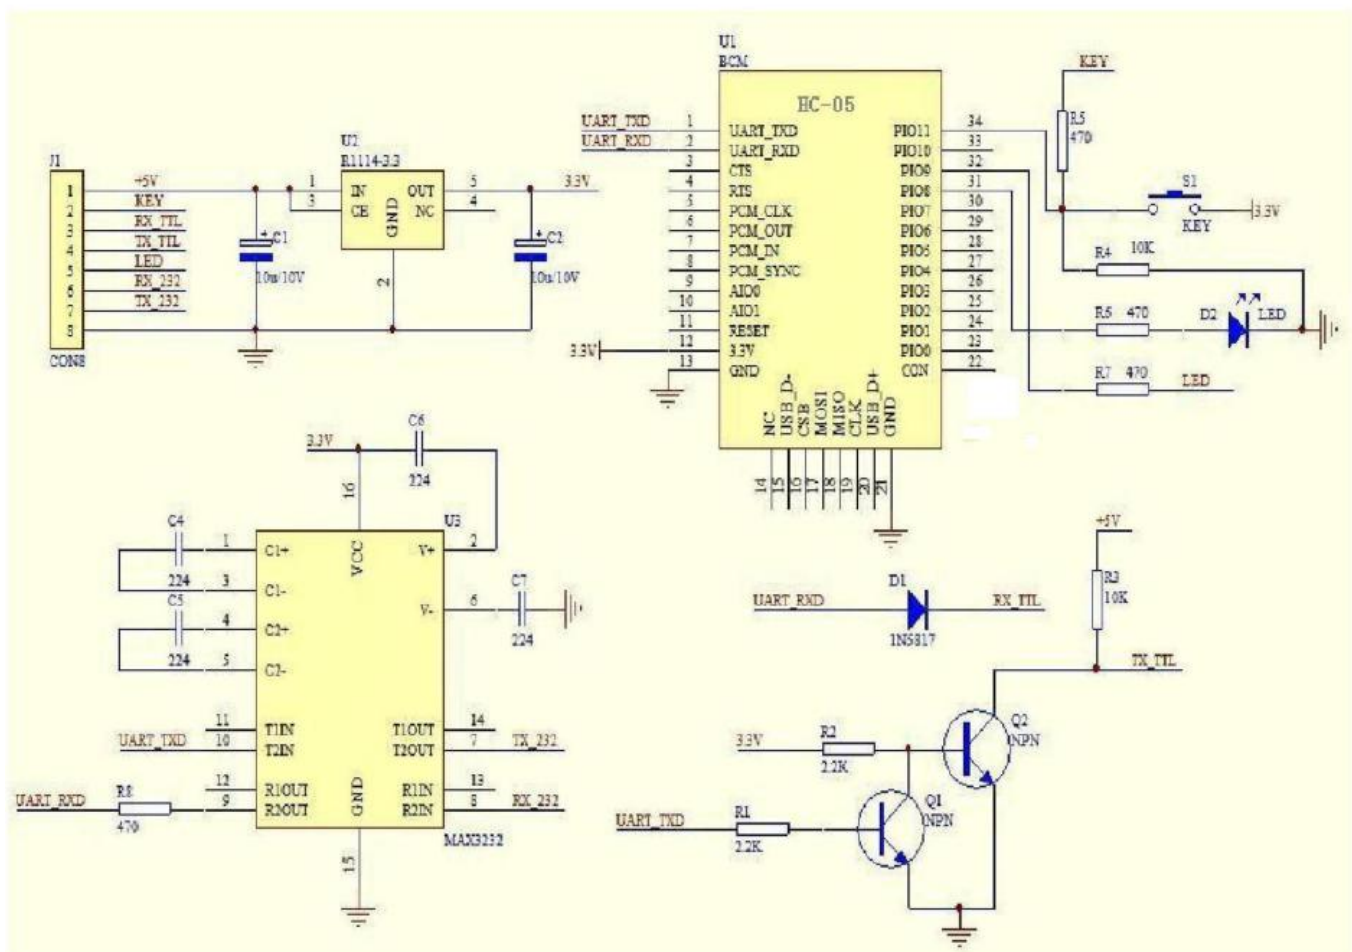 J1
1
2
3
4
5
6
7
8
CON8
+5V
KEY
RX_TTL
TX_TTL
LED
RX_232
TX_232
C1
10u/10V
U2
R1114-3.3
1 IN
3 CE
GND
2
OUT 5
NC 4
3.3V
C2
10u/10V
U1
BCM
HC-05
UART_TXD 1 UART_TXD
UART_RXD 2 UART_RXD
3 CTS
4 RTS
5 PCM_CLK
6 PCM_OUT
7 PCM_IN
8 PCM_SYNC
9 AIO0
10 AIO1
11 RESET
3.3V 12 3.3V
13 GND
PIO11 34
PIO10 33
PIO9 32
PIO8 31
PIO7 30
PIO6 29
PIO5 28
PIO4 27
PIO3 26
PIO2 25
PIO1 24
PIO0 23
CON 22
NC
USB_D-
CSB
MOSI
MISO
CLK
USB_D+
GND
14
15
16
17
18
19
20
21
KEY
R5
470
S1
KEY
3.3V
R4 10K
R6 470
D2 LED
R7 470 LED
3.3V
C6
224
16
U3
C4
224
C5
224
1 C1+
3 C1-
4 C2+
5 C2-
VCC
V+ 2
V- 6
C7
224
11 T1IN
UART_TXD 10 T2IN
12 R1OUT
UART_RXD R8 9 R2OUT
470
T1OUT 14
T2OUT 7 TX_232
R1IN 13
R2IN 8 RX_232
GND
MAX3232
15
UART_RXD D1 RX_TTL
1N5817
+5V
R3
10K
TX_TTL
Q2
NPN
3.3V R2
2.2K
Q1
NPN
UART_TXD R1
2.2K